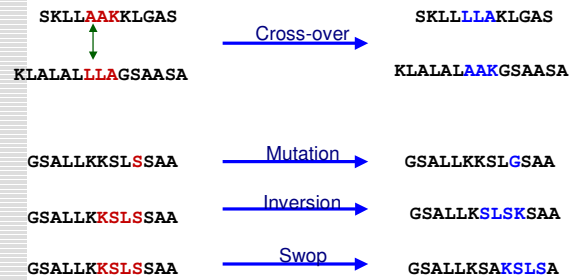 SKLLAAKKLGAS Cross-over SKLLLLAKLGAS
KLALALLLAGSAASA KLALALAAKGSAASA
GSALLKKSLSSAA Mutation GSALLKKSLGSAA
GSALLKKSLSSAA Inversion GSALLKSLSKSAA
GSALLKKSLSSAA Swop GSALLKSAKSLSA